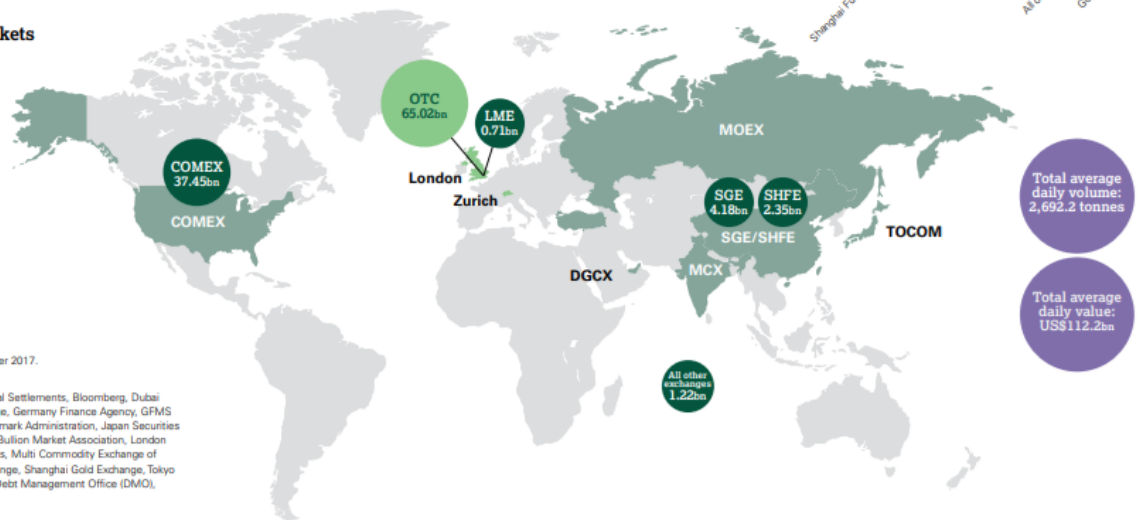 kets
Shanghai Fu
All o
OTC
65.02bn
LME
0.71bn
MOEX
COMEX
37.45bn
London
Zurich
SGE
4.18bn
SHFE
2.35bn
Total average
daily volume:
2,692.2 tonnes
COMEX
SGE/SHFE
TOCOM
DGCX
MCX
Total average
daily value:
US$112.2bn
All other
exchanges
1.22bn
er 2017.
al Settlements, Bloomberg, Dubai
e, Germany Finance Agency, GFMS
mark Administration, Japan Securities
Bullion Market Association, London
s, Multi Commodity Exchange of
nge, Shanghai Gold Exchange, Tokyo
Debt Management Office (DMO),